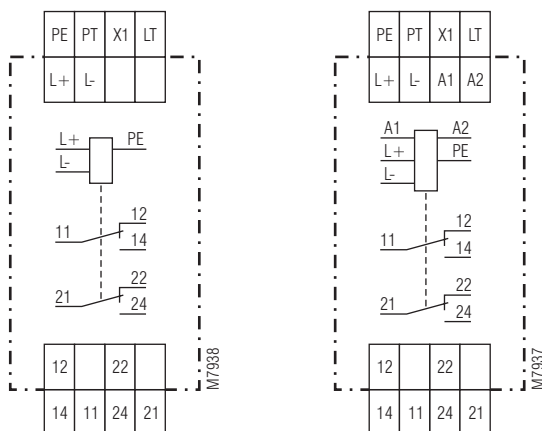 PE PT X1 LT
L+ L-
L+ PE
L-
12
11
14
22
21
24
12 22
14 11 24 21
M7938
PE PT X1 LT
L+ L- A1 A2
A1 A2
L+ PE
L-
12
11
14
22
21
24
12 22
14 11 24 21
M7937